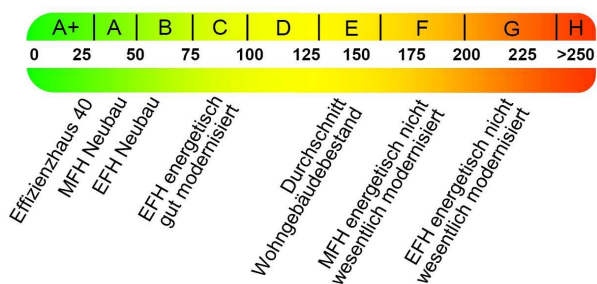 A+ A B C D E F G H
0 25 50 75 100 125 150 175 200 225 >250
Effizienzhaus 40
MFH Neubau
EFH Neubau
EFH energetisch
gut modernisiert
Durchschnitt
Wohngebäudebestand
MFH energetisch nicht
wesentlich modernisiert
EFH energetisch nicht
wesentlich modernisiert